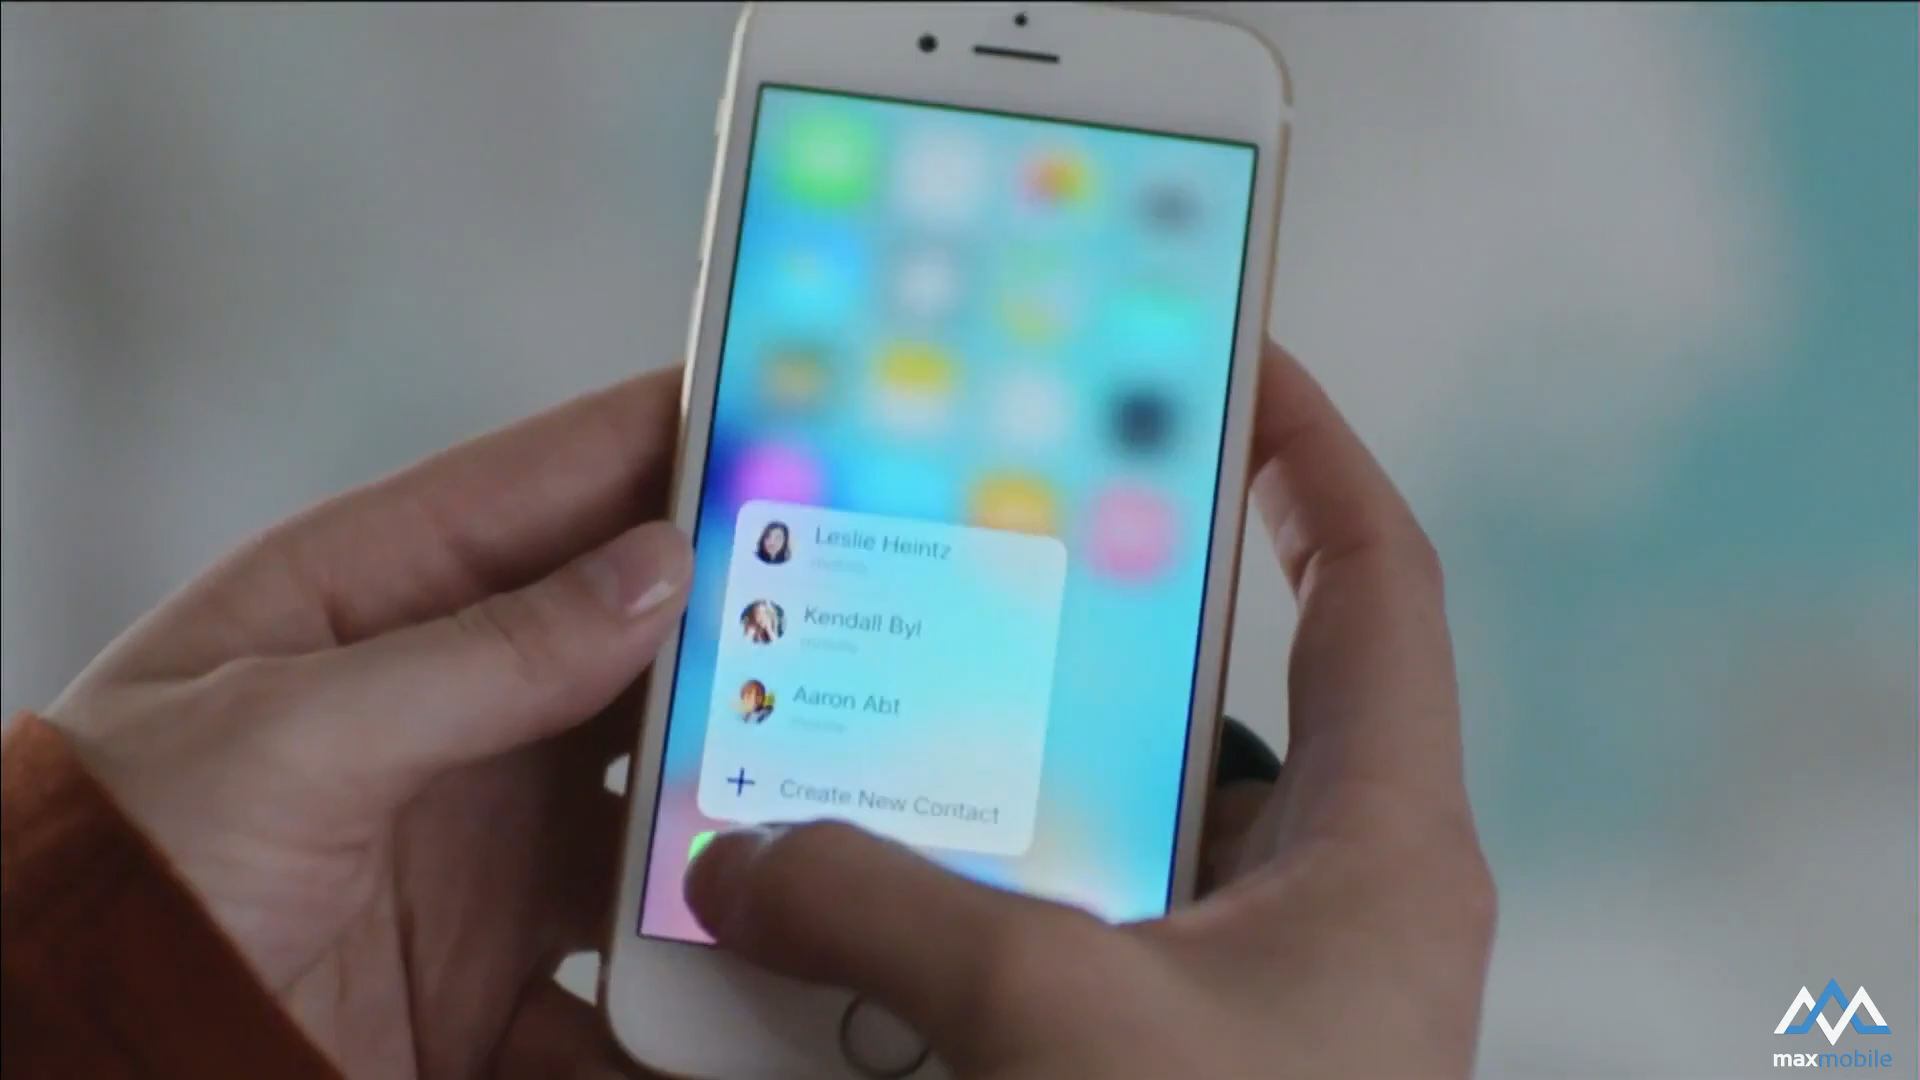 Leslie Heintz
Kendall Byl
Aaron Abt
Create New Contact
maxmobile